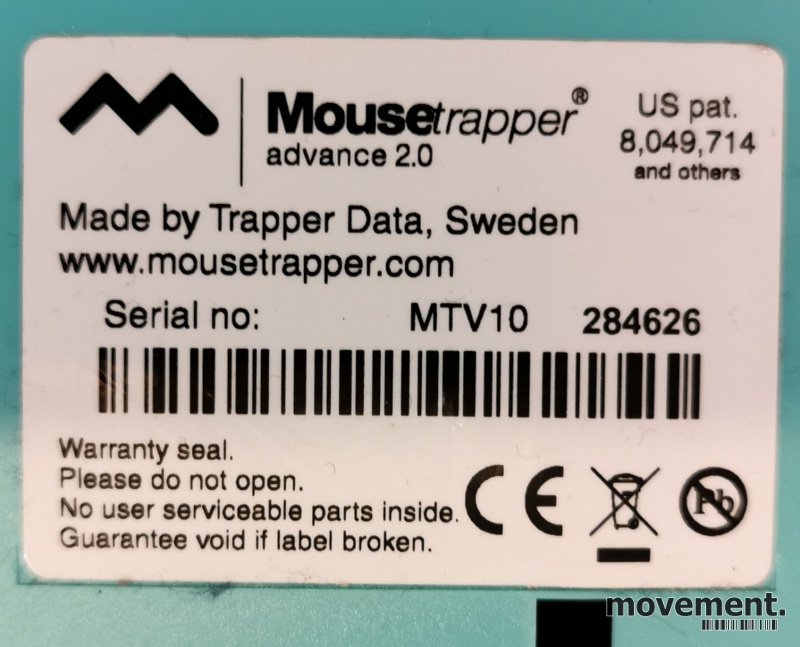 Mousetrapper®
advance 2.0
US pat.
8,049,714
and others
Made by Trapper Data, Sweden
www.mousetrapper.com
Serial no: MTV10 284626
Warranty seal.
Please do not open.
No user serviceable parts inside.
Guarantee void if label broken.
CE
Pb
movement.